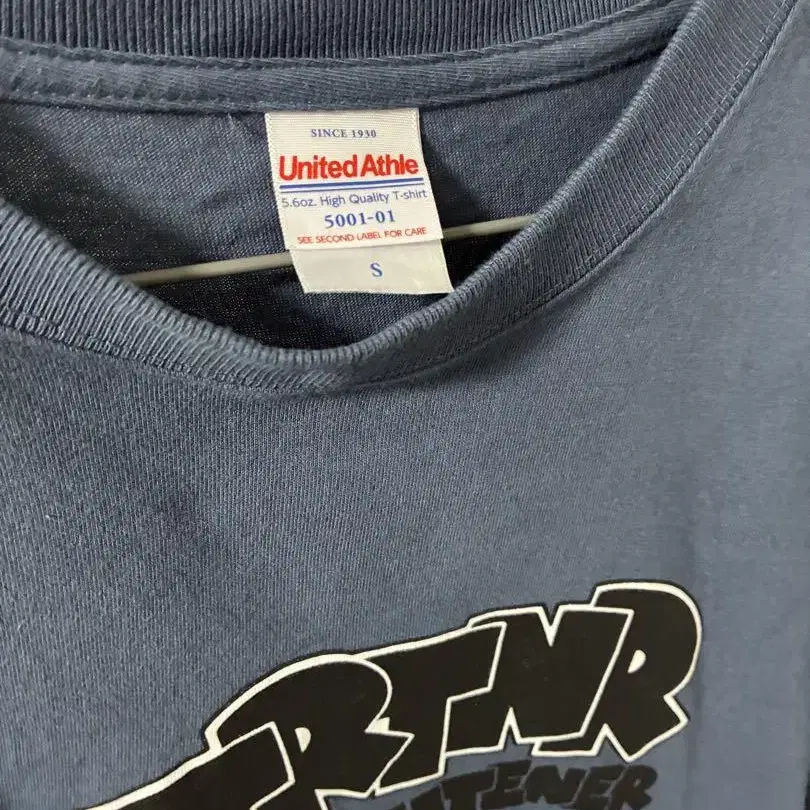 SINCE 1930
United Athle
5.6oz. High Quality T-shirt
5001-01
SEE SECOND LABEL FOR CARE
S
RTNR